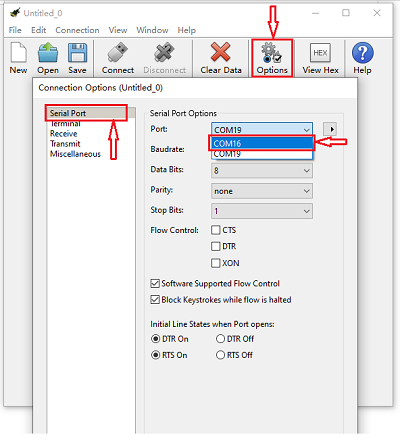 Untitled_0
File Edit Connection View Window Help
New Open Save Connect Disconnect Clear Data Options HEX View Hex Help
Connection Options (Untitled_0)
Serial Port
Terminal
Receive
Transmit
Miscellaneous
Serial Port Options
Port: COM19
COM16
Baudrate: COM19
Data Bits: 8
Parity: none
Stop Bits: 1
Flow Control: CTS
DTR
XON
Software Supported Flow Control
Block Keystrokes while flow is halted
Initial Line States when Port opens:
DTR On DTR Off
RTS On RTS Off